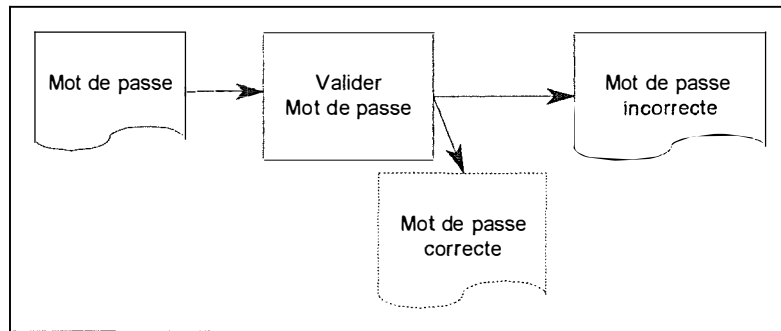 Mot de passe
Valider
Mot de passe
Mot de passe
incorrecte
Mot de passe
correcte